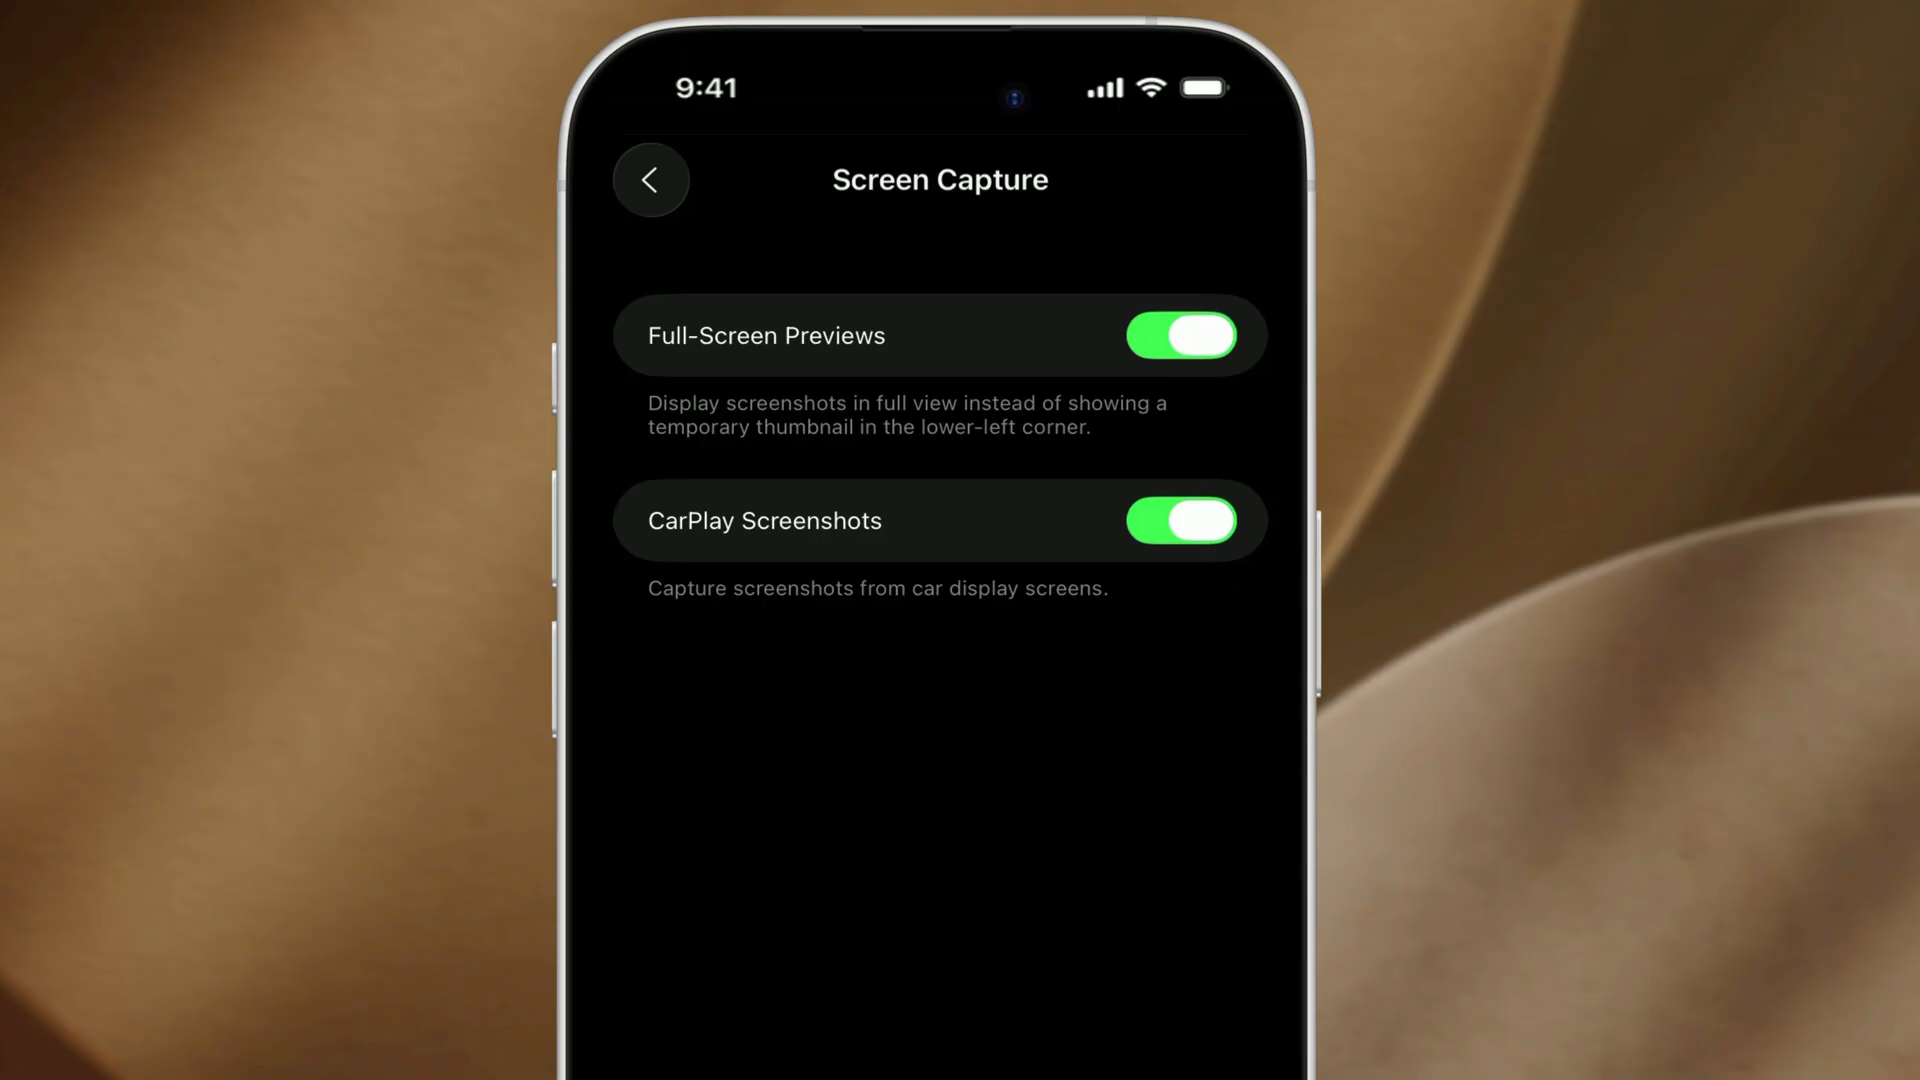 9:41
Screen Capture
Full-Screen Previews
Display screenshots in full view instead of showing a
temporary thumbnail in the lower-left corner.
CarPlay Screenshots
Capture screenshots from car display screens.